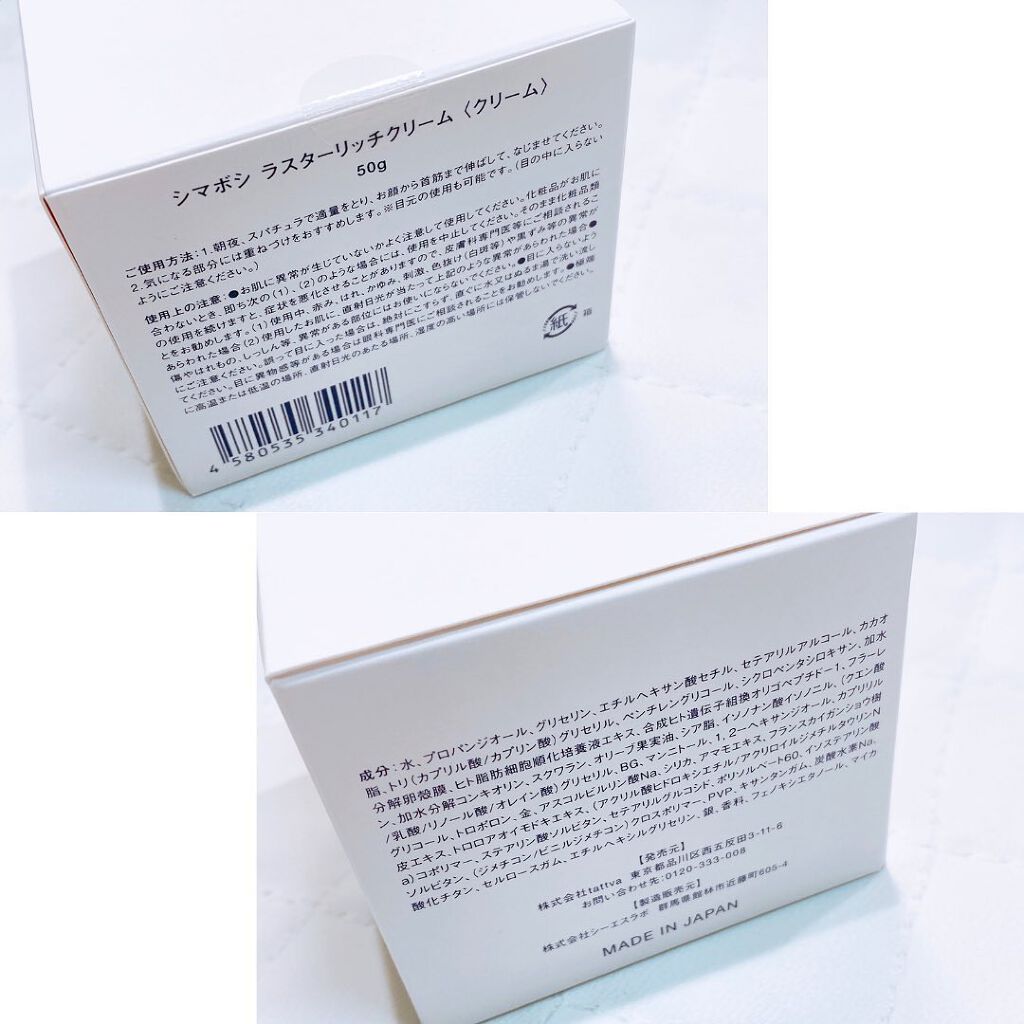 シマボシ ラスターリッチクリーム〈クリーム〉
50g
ご使用方法:1.朝夜、スパチュラで適量をとり、お顔から首筋まで伸ばして、なじませてください。
2.気になる部分には重ねづけをおすすめします。※目元の使用も可能です。(目の中に入らない
ようにご注意ください。)
使用上の注意:●お肌に異常が生じていないかよく注意して使用してください。化粧品がお肌に
合わないとき、即ち次の(1)、(2)のような場合には、使用を中止してください。そのまま化粧品類
の使用を続けますと、症状を悪化させることがありますので、皮膚科専門医等にご相談されるこ
とをお勧めします。(1)使用中、赤み、はれ、かゆみ、刺激、色抜け(白斑等)や黒ずみ等の異常が
あらわれた場合(2)使用したお肌に、直射日光が当たって上記のような異常があらわれた場合●
傷やはれもの、しっしん等、異常がある部位にはお使いにならないでください。●目に入らないよう
にご注意ください。誤って目に入った場合は、絶対にこすらず、直ぐに水又はぬるま湯で洗い流し
てください。目に異物感等がある場合は眼科専門医にご相談されることをお勧めします。●極端
に高温または低温の場所、直射日光のあたる場所、湿度の高い場所には保管しないでください。
紙
箱
4 580535 340117
成分:水、プロパンジオール、グリセリン、エチルヘキサン酸セチル、セテアリルアルコール、カカオ
脂、トリ(カプリル酸/カプリン酸)グリセリル、ペンチレングリコール、シクロペンタシロキサン、加水
分解卵殻膜、ヒト脂肪細胞順化培養液エキス、合成ヒト遺伝子組換オリゴペプチド-1、フラーレ
ン、加水分解コンキオリン、スクワラン、オリーブ果実油、シア脂、イソノナン酸イソノニル、(クエン酸
/乳酸/リノール酸/オレイン酸)グリセリル、BG、マンニトール、1,2-ヘキサンジオール、カプリリル
グリコール、トロポロン、金、アスコルビルリン酸Na、シリカ、アマモエキス、フランスカイガンショウ樹
皮エキス、トロロアオイモドキエキス、(アクリル酸ヒドロキシエチル/アクリロイルジメチルタウリンN
a)コポリマー、ステアリン酸ソルビタン、セテアリルグルコシド、ポリソルベート60、イソステアリン酸
ソルビタン、(ジメチコン/ビニルジメチコン)クロスポリマー、PVP、キサンタンガム、炭酸水素Na、
酸化チタン、セルロースガム、エチルヘキシルグリセリン、銀、香料、フェノキシエタノール、マイカ
【発売元】
株式会社tattva 東京都品川区西五反田3-11-6
お問い合わせ先:0120-333-008
【製造販売元】
株式会社シーエスラボ 群馬県館林市近藤町605-4
MADE IN JAPAN